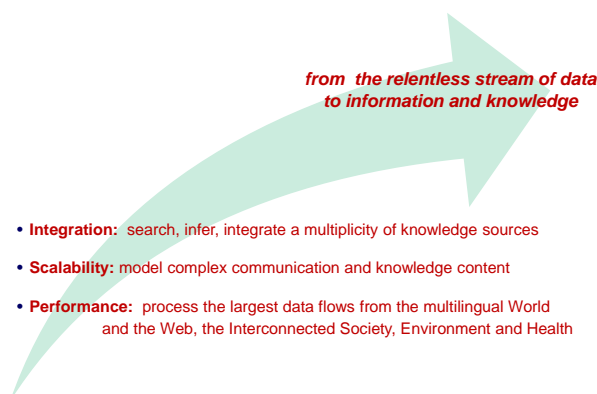 from the relentless stream of data
to information and knowledge
• Integration: search, infer, integrate a multiplicity of knowledge sources
• Scalability: model complex communication and knowledge content
• Performance: process the largest data flows from the multilingual World
and the Web, the Interconnected Society, Environment and Health